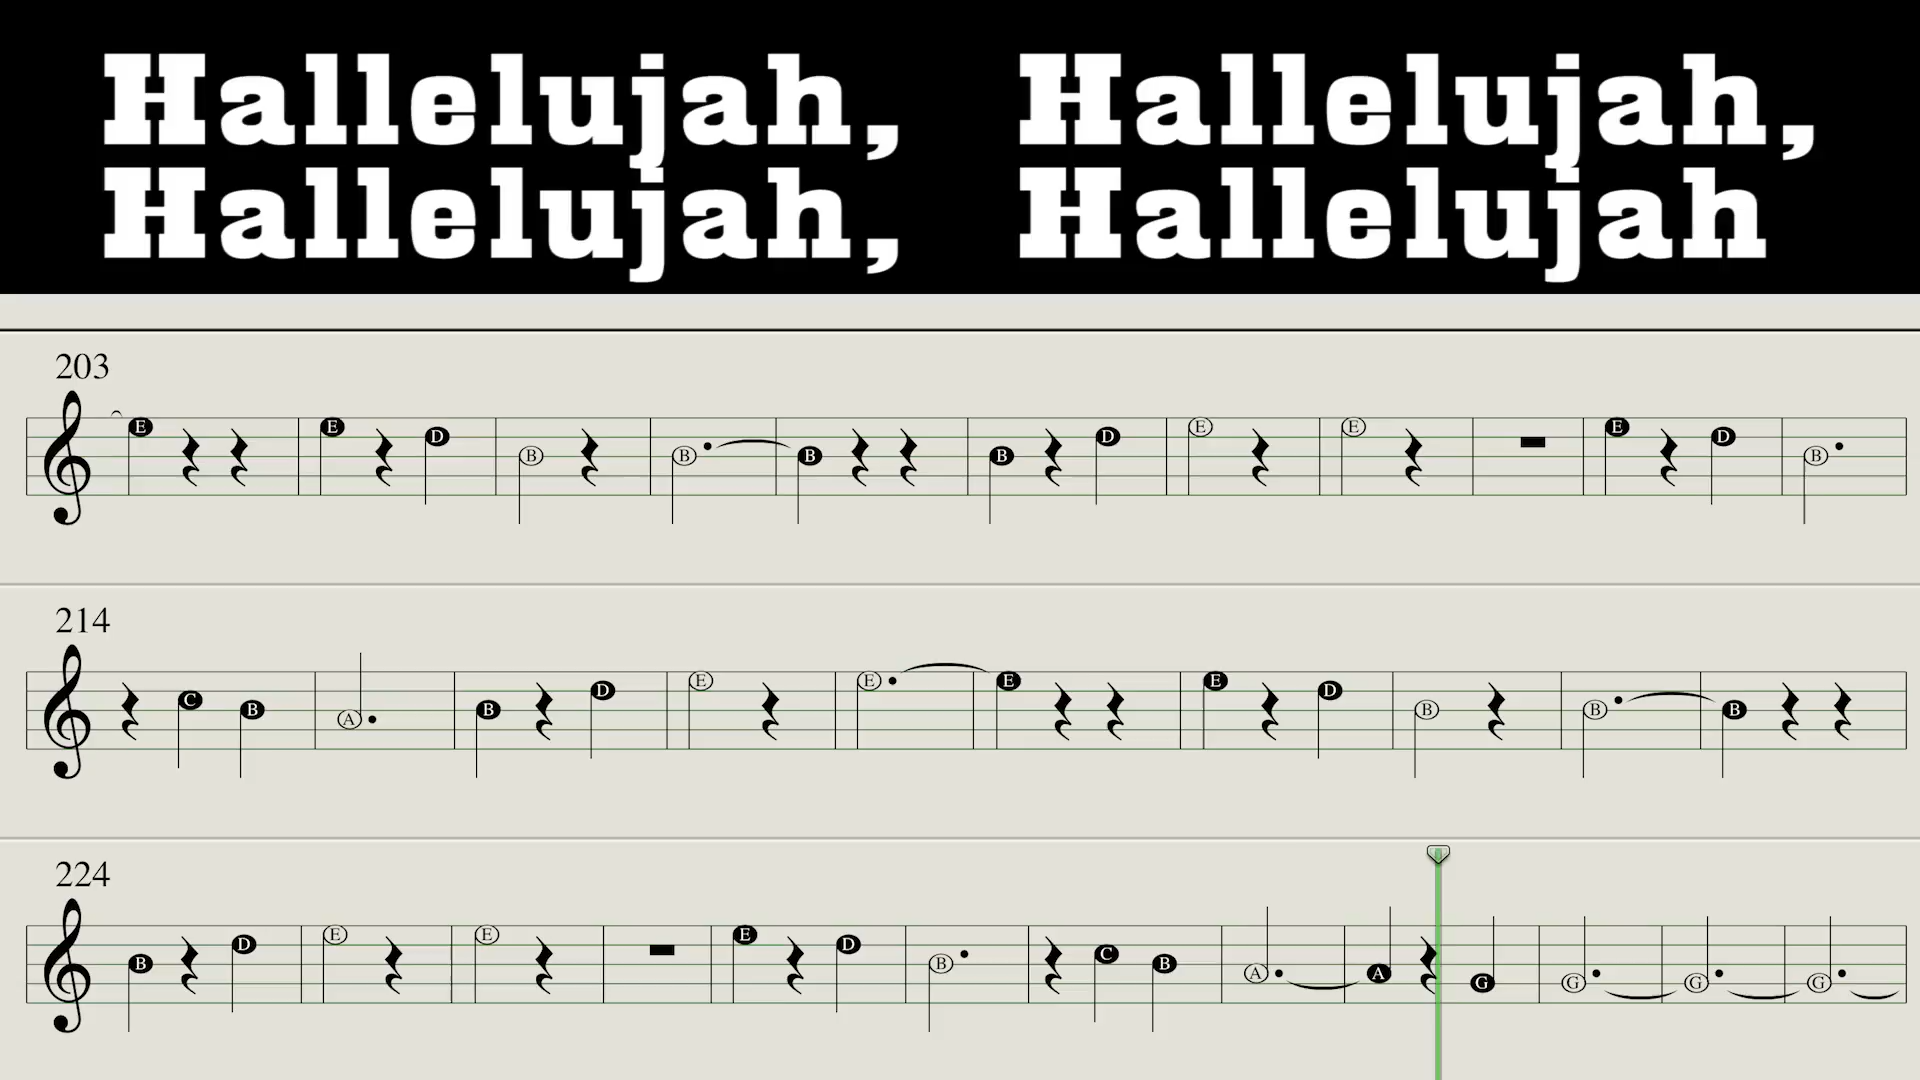 Hallelujah, Hallelujah,
Hallelujah, Hallelujah
203
E E D B B B B D E E E D B
214
C B A B D E E E E D B B B
224
B D E E E D B C B A A G G G G